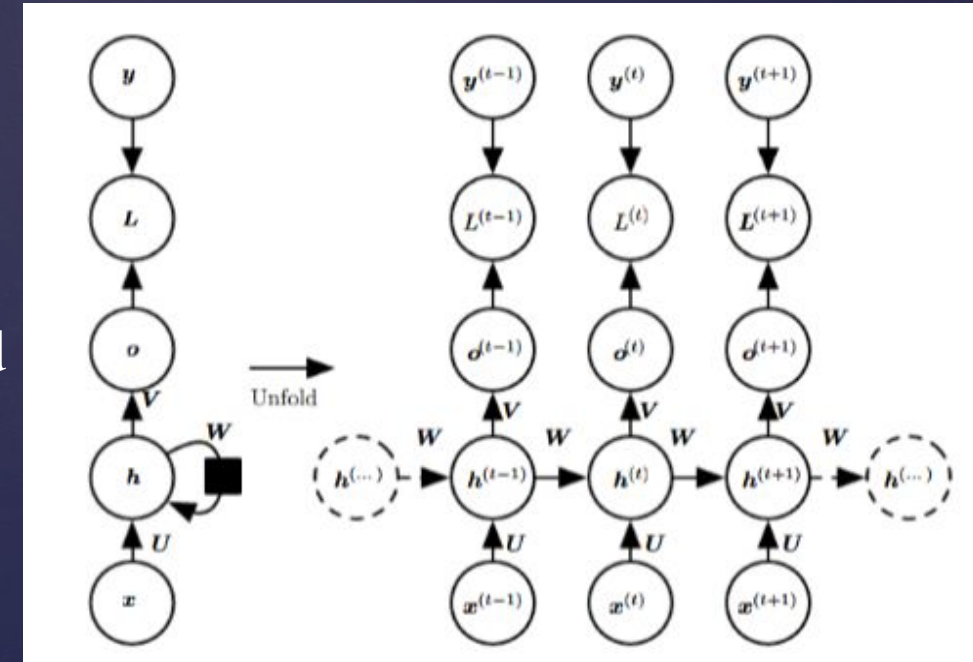 y y^(t−1) y^(t) y^(t+1)
L L^(t−1) L^(t) L^(t+1)
o o^(t−1) o^(t) o^(t+1)
Unfold
V V V V
W W W W W
h h^(...) h^(t−1) h^(t) h^(t+1) h^(...)
U U U U
x x^(t−1) x^(t) x^(t+1)